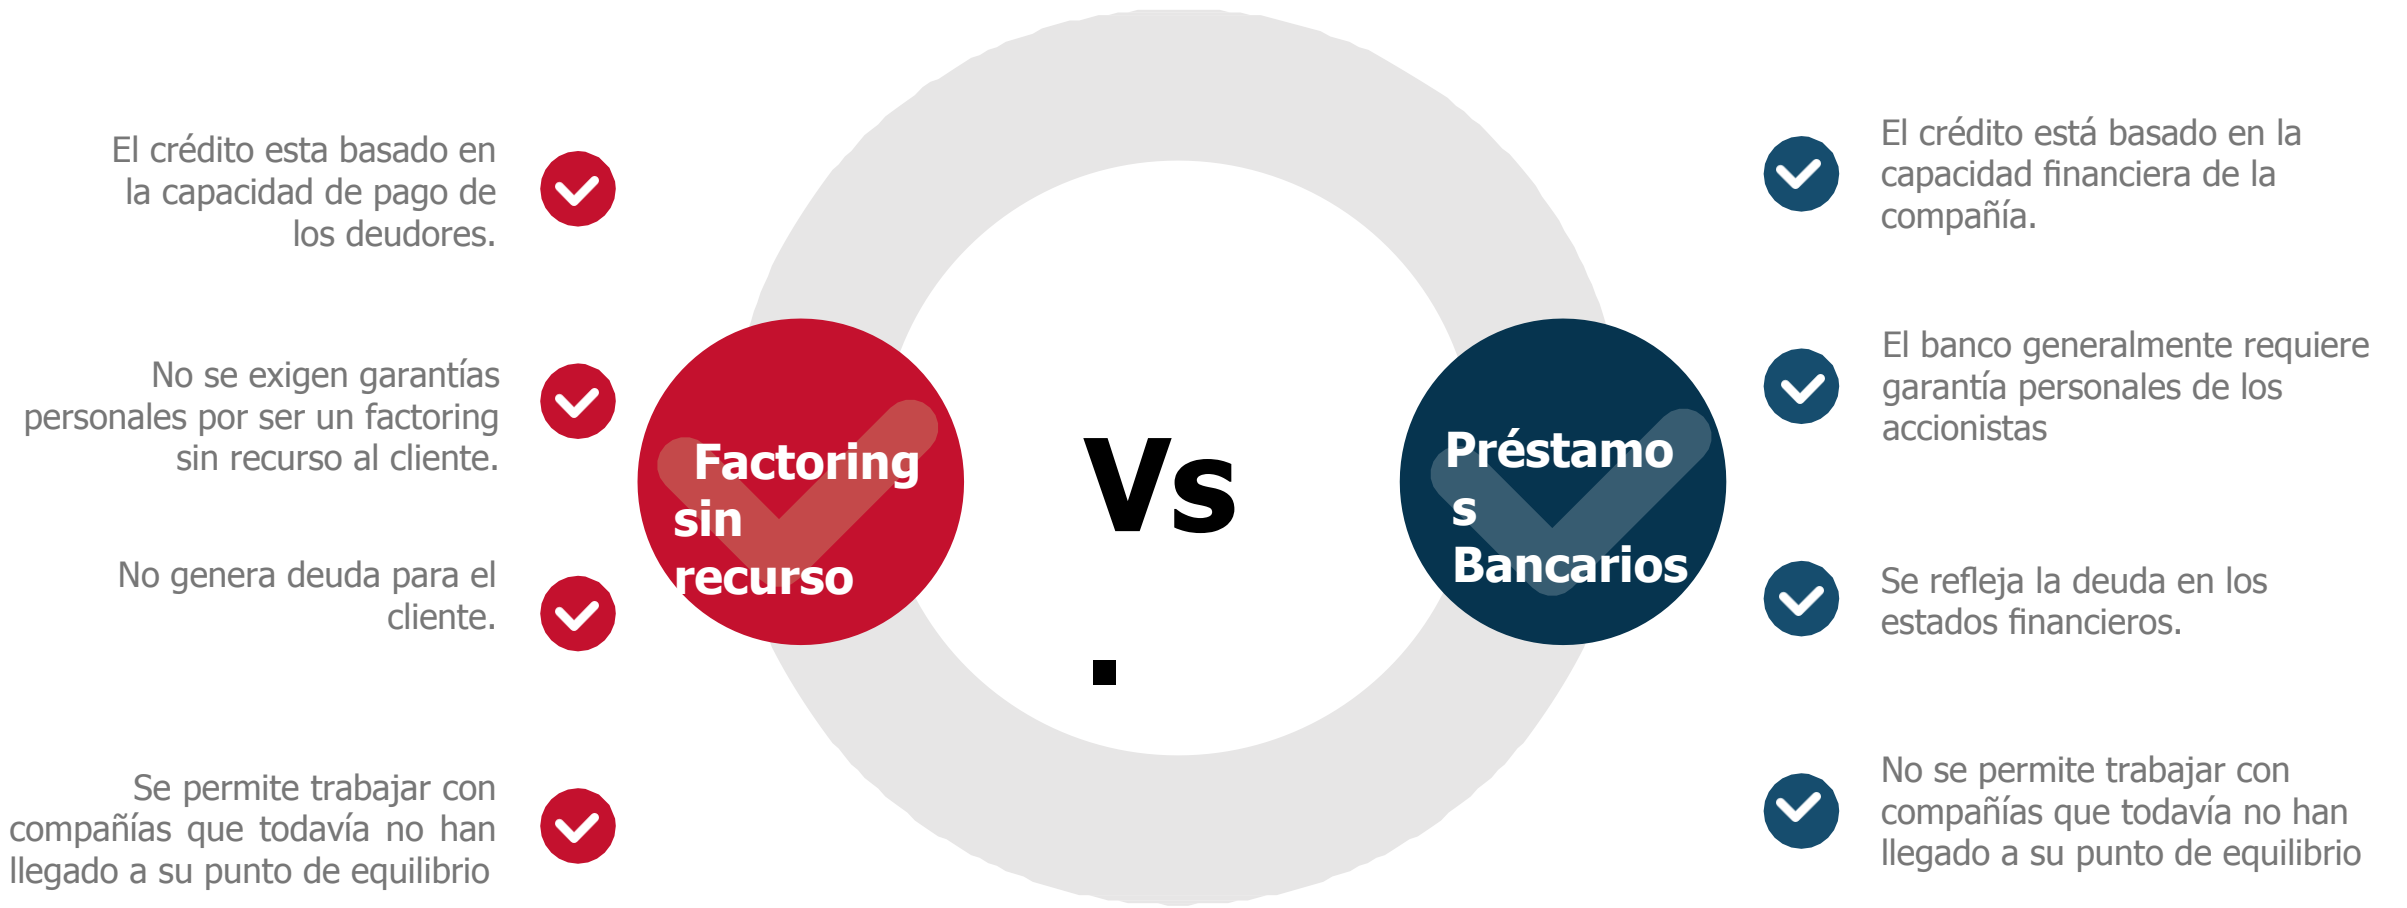 El crédito esta basado en
la capacidad de pago de
los deudores.
No se exigen garantías
personales por ser un factoring
sin recurso al cliente.
No genera deuda para el
cliente.
Se permite trabajar con
compañías que todavía no han
llegado a su punto de equilibrio
Factoring
sin
recurso
Vs
.
Préstamo
s
Bancarios
El crédito está basado en la
capacidad financiera de la
compañía.
El banco generalmente requiere
garantía personales de los
accionistas
Se refleja la deuda en los
estados financieros.
No se permite trabajar con
compañías que todavía no han
llegado a su punto de equilibrio